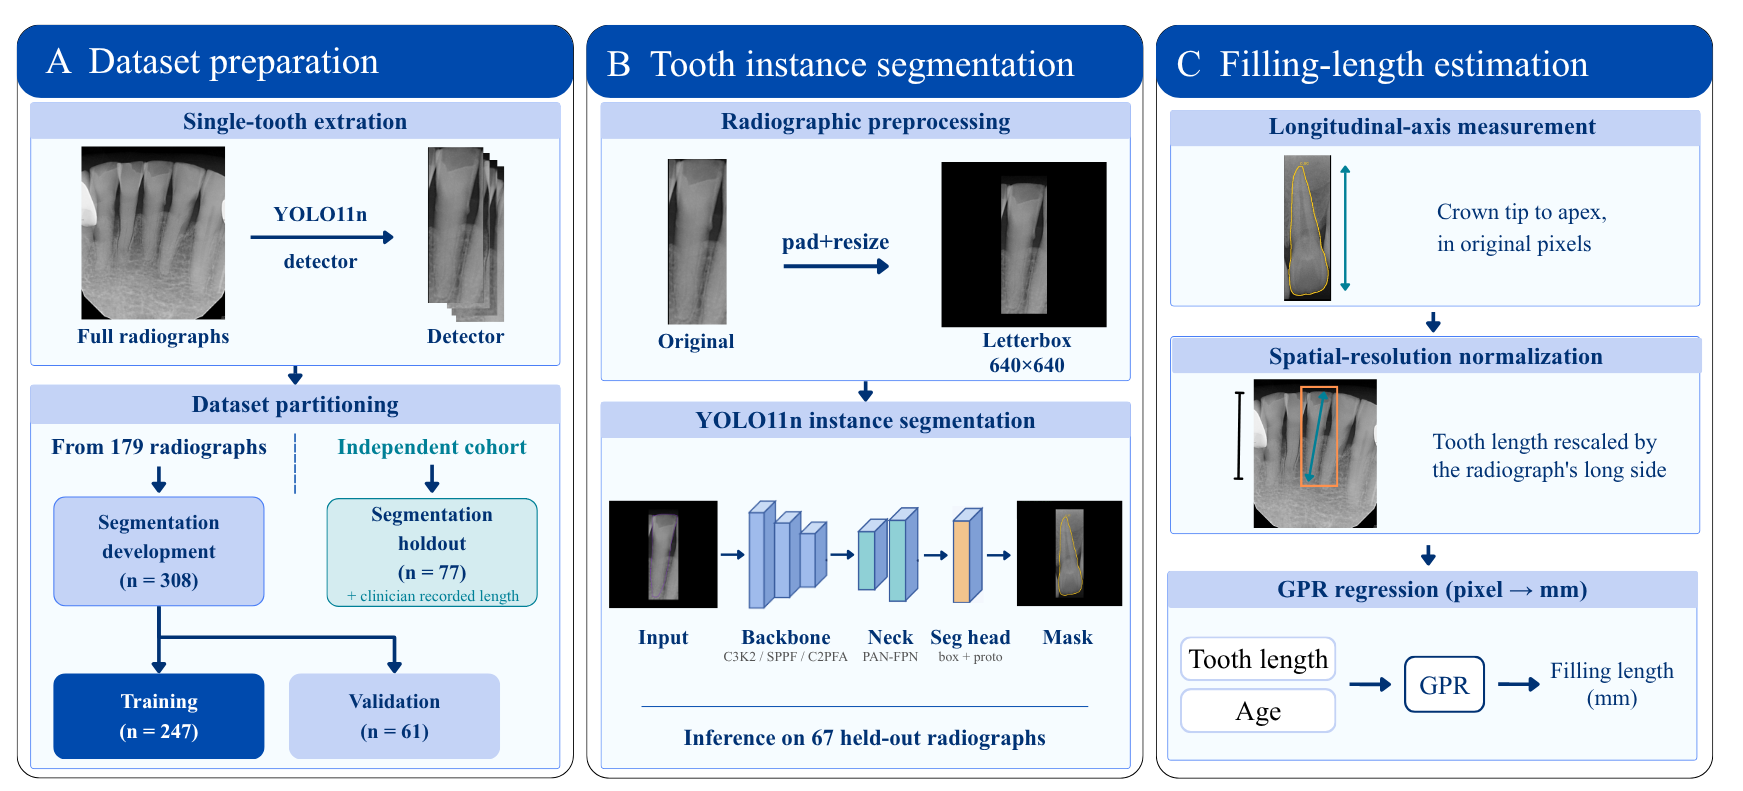 A Dataset preparation
Single-tooth extration
YOLO11n
detector
Full radiographs
Detector
Dataset partitioning
From 179 radiographs
Independent cohort
Segmentation
development
(n = 308)
Segmentation
holdout
(n = 77)
+ clinician recorded length
Training
(n = 247)
Validation
(n = 61)
B Tooth instance segmentation
Radiographic preprocessing
pad+resize
Original
Letterbox
640×640
YOLO11n instance segmentation
Input
Backbone
C3K2 / SPPF / C2PFA
Neck
PAN-FPN
Seg head
box + proto
Mask
Inference on 67 held-out radiographs
C Filling-length estimation
Longitudinal-axis measurement
Crown tip to apex,
in original pixels
Spatial-resolution normalization
Tooth length rescaled by
the radiograph's long side
GPR regression (pixel → mm)
Tooth length
Age
GPR
Filling length
(mm)